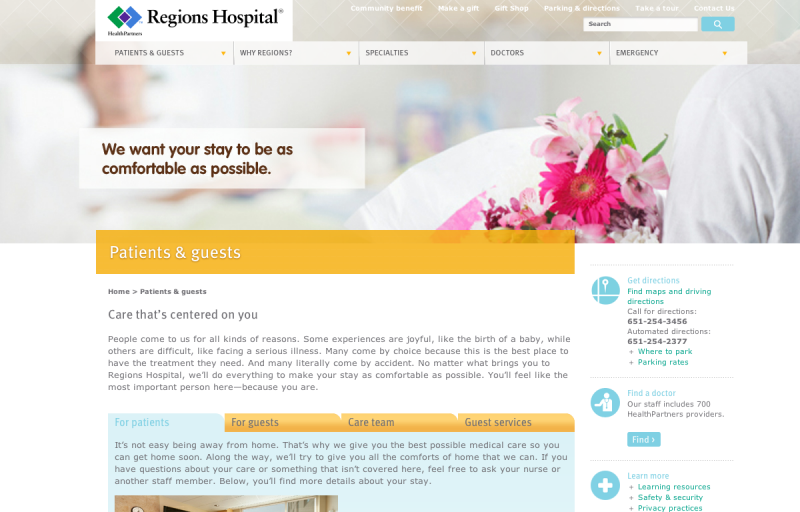 Community benefit Make a gift Gift Shop Parking & directions Take a tour Contact Us
HealthPartners
Regions Hospital®
Search
PATIENTS & GUESTS WHY REGIONS? SPECIALTIES DOCTORS EMERGENCY
We want your stay to be as
comfortable as possible.
Patients & guests
Home > Patients & guests
Care that's centered on you
People come to us for all kinds of reasons. Some experiences are joyful, like the birth of a baby, while
others are difficult, like facing a serious illness. Many come by choice because this is the best place to
have the treatment they need. And many literally come by accident. No matter what brings you to
Regions Hospital, we'll do everything to make your stay as comfortable as possible. You'll feel like the
most important person here—because you are.
For patients For guests Care team Guest services
It's not easy being away from home. That's why we give you the best possible medical care so you
can get home soon. Along the way, we'll try to give you all the comforts of home that we can. If you
have questions about your care or something that isn't covered here, feel free to ask your nurse or
another staff member. Below, you'll find more details about your stay.
Get directions
Find maps and driving
directions
Call for directions:
651-254-3456
Automated directions:
651-254-2377
+ Where to park
+ Parking rates
Find a doctor
Our staff includes 700
HealthPartners providers.
Find ›
Learn more
+ Learning resources
+ Safety & security
+ Privacy practices